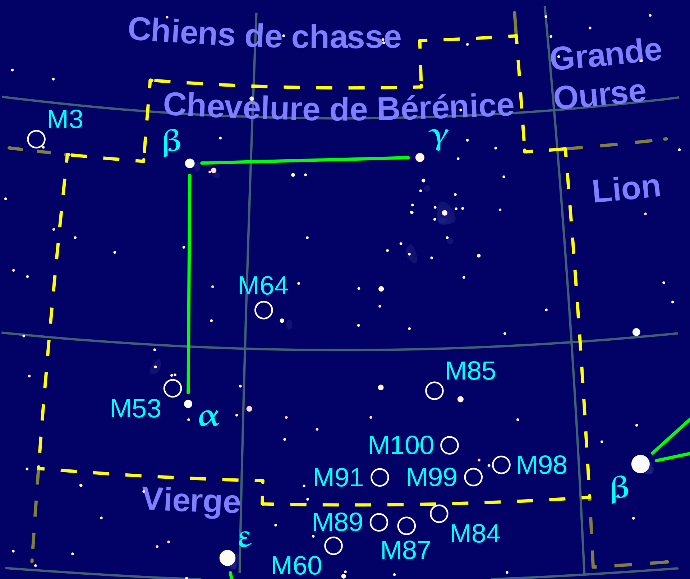 Chiens de chasse
Grande
Ourse
Chevelure de Bérénice
M3
β
γ
Lion
M64
M85
M53
α
M100
M91
M99
M98
β
Vierge
M89
M87
M84
ε
M60